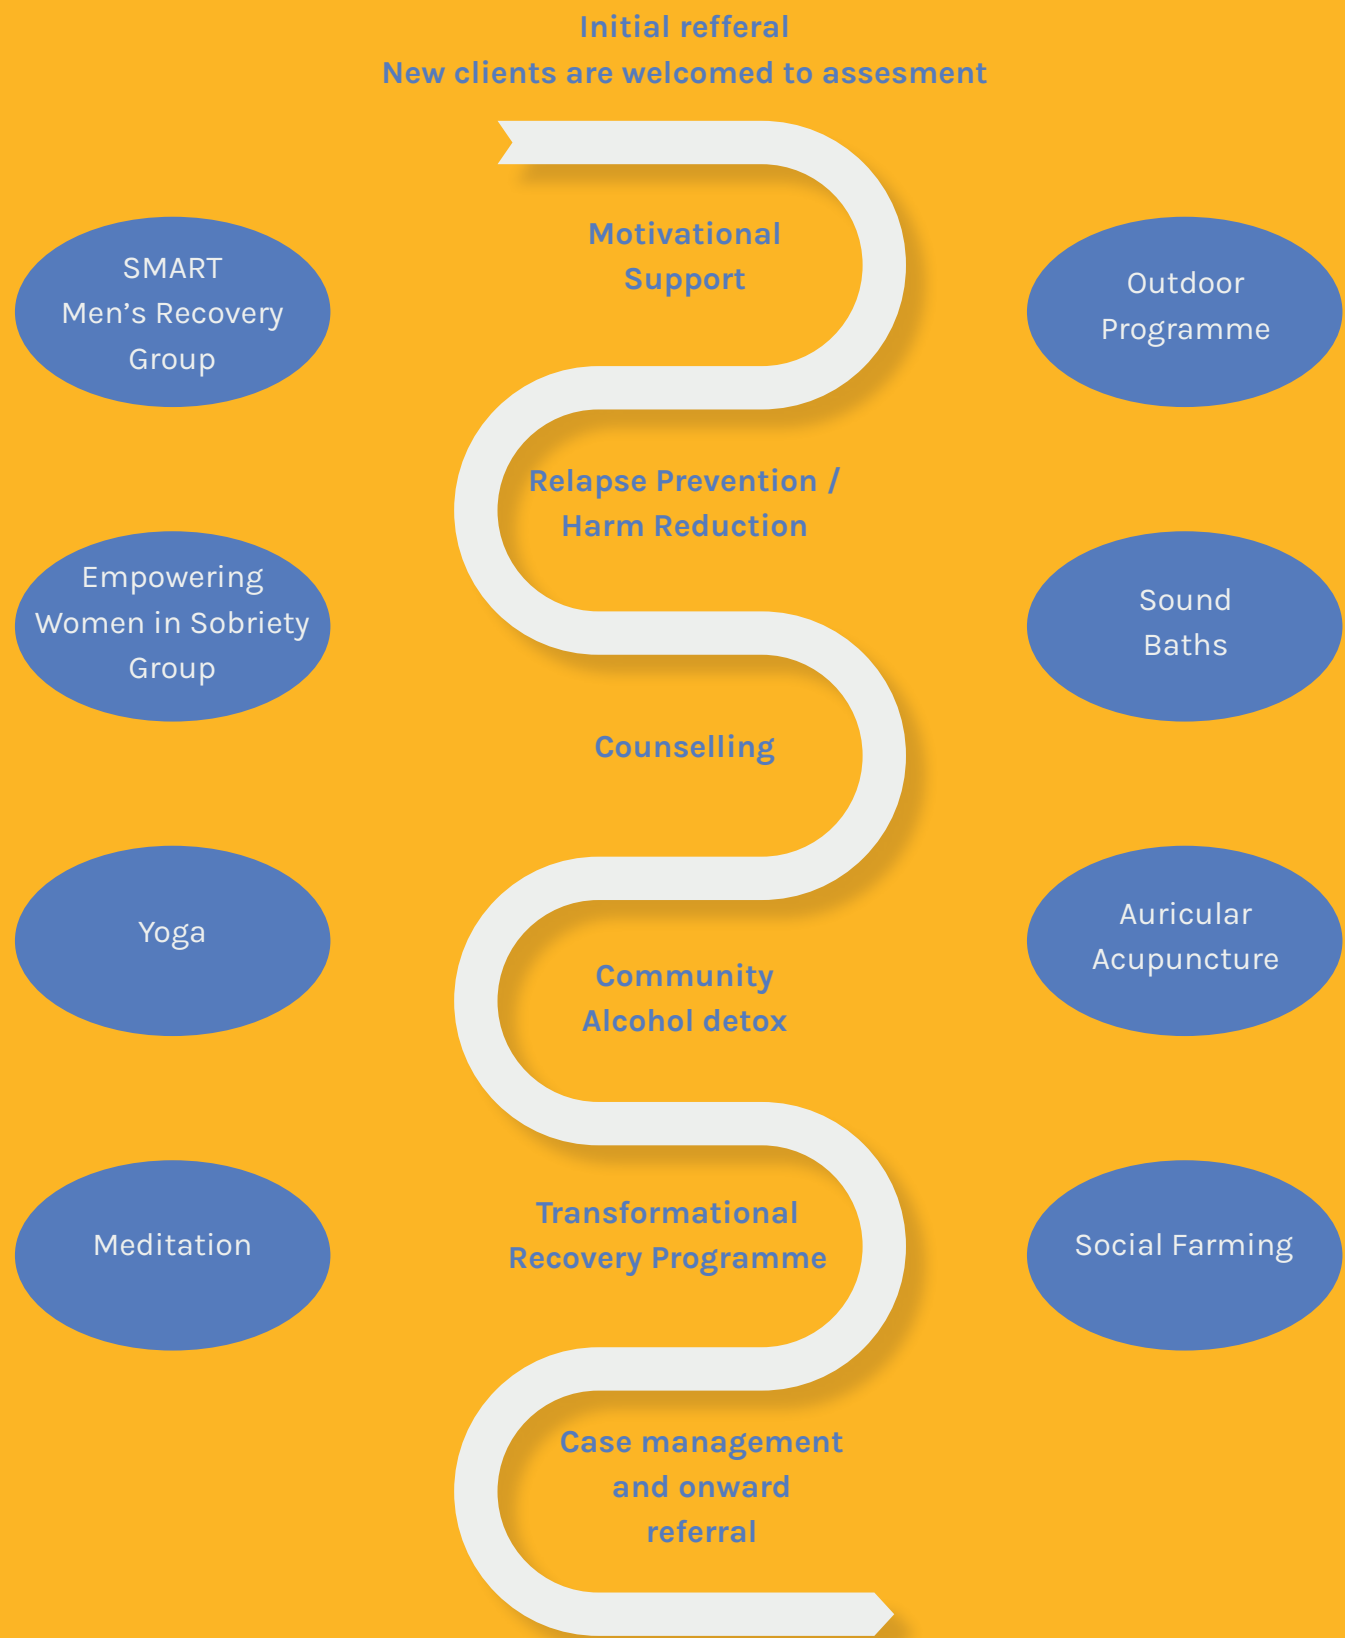 Initial refferal
New clients are welcomed to assesment
Motivational
Support
SMART
Men’s Recovery
Group
Outdoor
Programme
Relapse Prevention /
Harm Reduction
Empowering
Women in Sobriety
Group
Sound
Baths
Counselling
Yoga
Auricular
Acupuncture
Community
Alcohol detox
Transformational
Recovery Programme
Meditation
Social Farming
Case management
and onward
referral